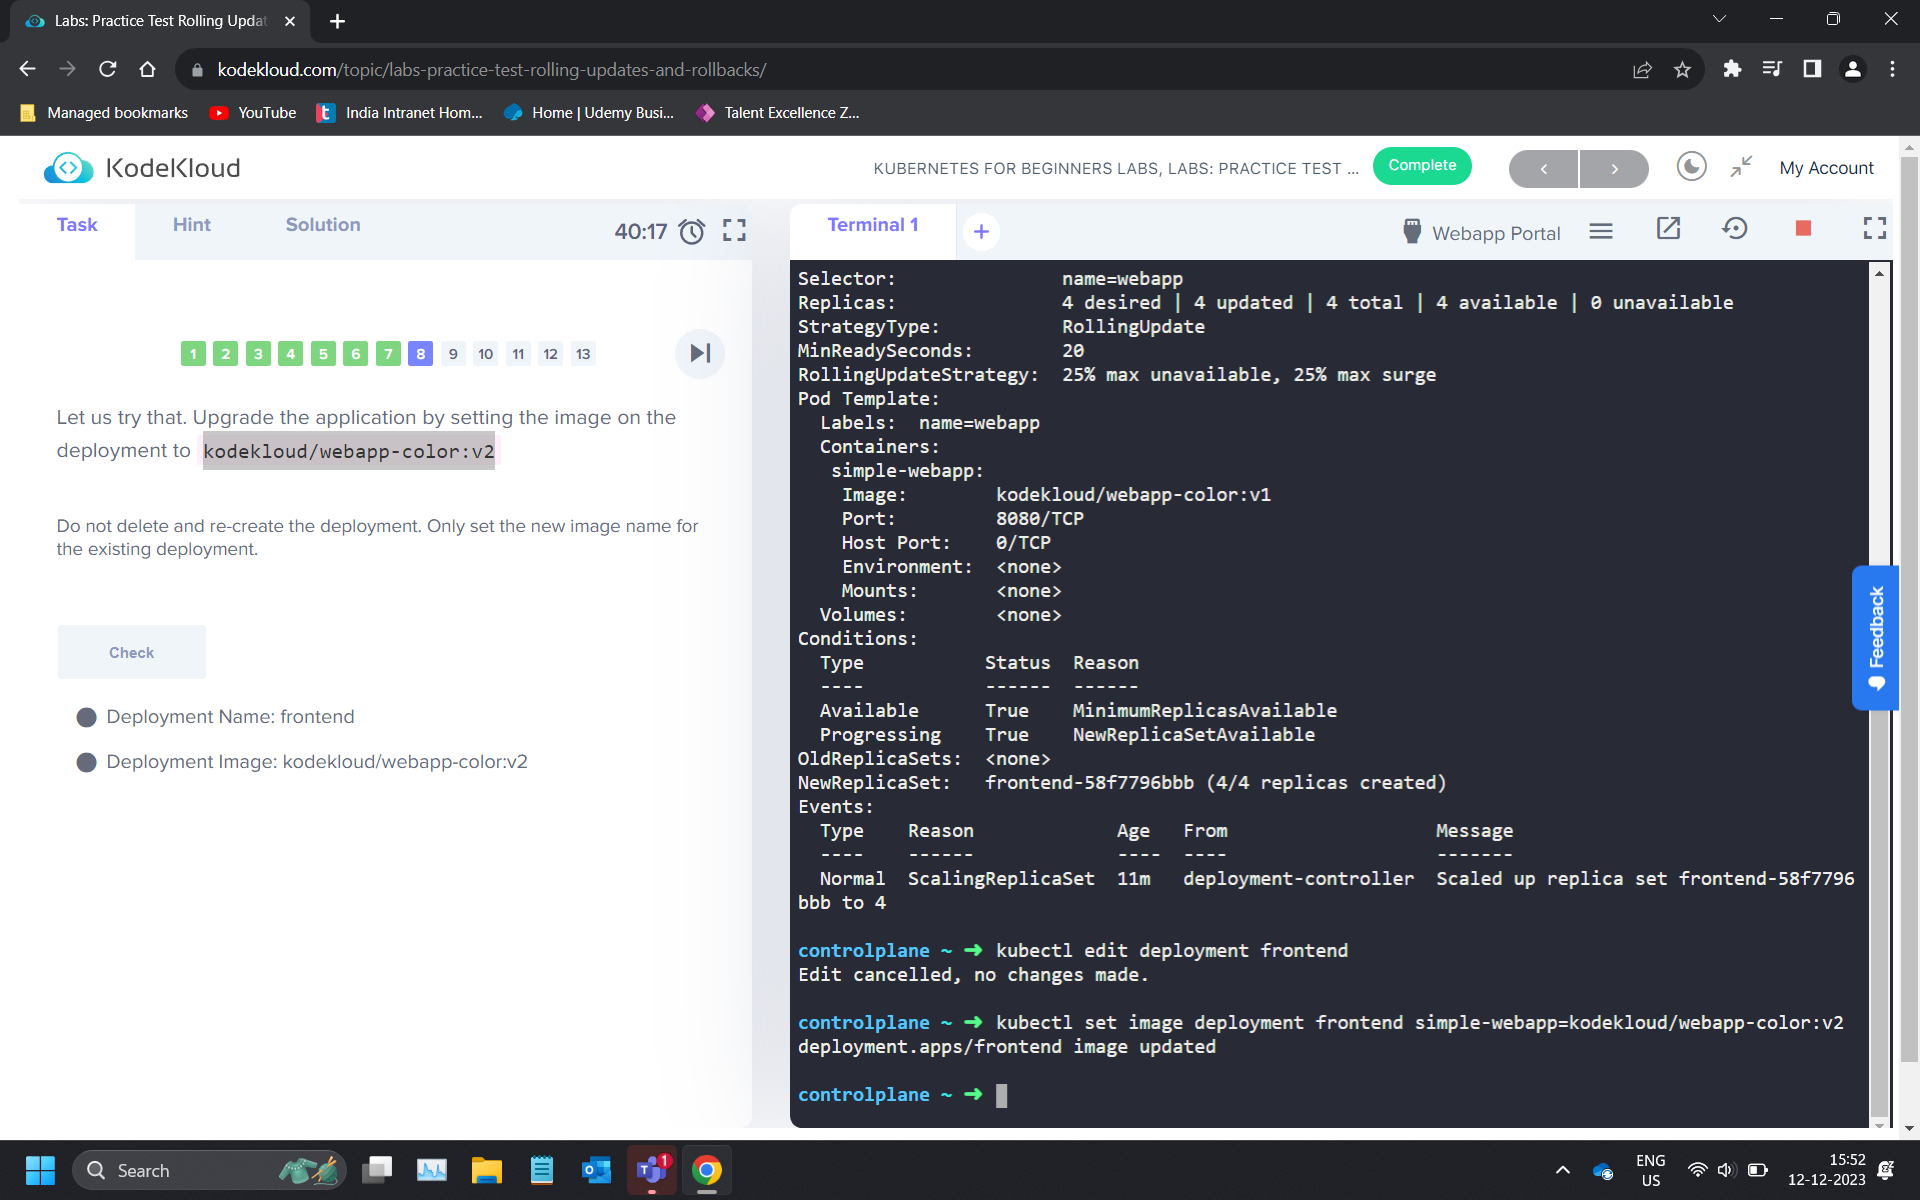 Labs: Practice Test Rolling Updat
kodekloud.com/topic/labs-practice-test-rolling-updates-and-rollbacks/
Managed bookmarks YouTube India Intranet Hom... Home | Udemy Busi... Talent Excellence Z...
KodeKloud KUBERNETES FOR BEGINNERS LABS, LABS: PRACTICE TEST ... Complete < > My Account
Task Hint Solution 40:17
1 2 3 4 5 6 7 8 9 10 11 12 13
Let us try that. Upgrade the application by setting the image on the
deployment to kodekloud/webapp-color:v2
Do not delete and re-create the deployment. Only set the new image name for
the existing deployment.
Check
Deployment Name: frontend
Deployment Image: kodekloud/webapp-color:v2
Terminal 1 + Webapp Portal
Selector: name=webapp
Replicas: 4 desired | 4 updated | 4 total | 4 available | 0 unavailable
StrategyType: RollingUpdate
MinReadySeconds: 20
RollingUpdateStrategy: 25% max unavailable, 25% max surge
Pod Template:
Labels: name=webapp
Containers:
simple-webapp:
Image: kodekloud/webapp-color:v1
Port: 8080/TCP
Host Port: 0/TCP
Environment: <none>
Mounts: <none>
Volumes: <none>
Conditions:
Type Status Reason
---- ------ ------
Available True MinimumReplicasAvailable
Progressing True NewReplicaSetAvailable
OldReplicaSets: <none>
NewReplicaSet: frontend-58f7796bbb (4/4 replicas created)
Events:
Type Reason Age From Message
---- ------ ---- ---- -------
Normal ScalingReplicaSet 11m deployment-controller Scaled up replica set frontend-58f7796
bbb to 4
controlplane ~ ➜ kubectl edit deployment frontend
Edit cancelled, no changes made.
controlplane ~ ➜ kubectl set image deployment frontend simple-webapp=kodekloud/webapp-color:v2
deployment.apps/frontend image updated
controlplane ~ ➜
Feedback
Search
1
ENG
US
15:52
12-12-2023